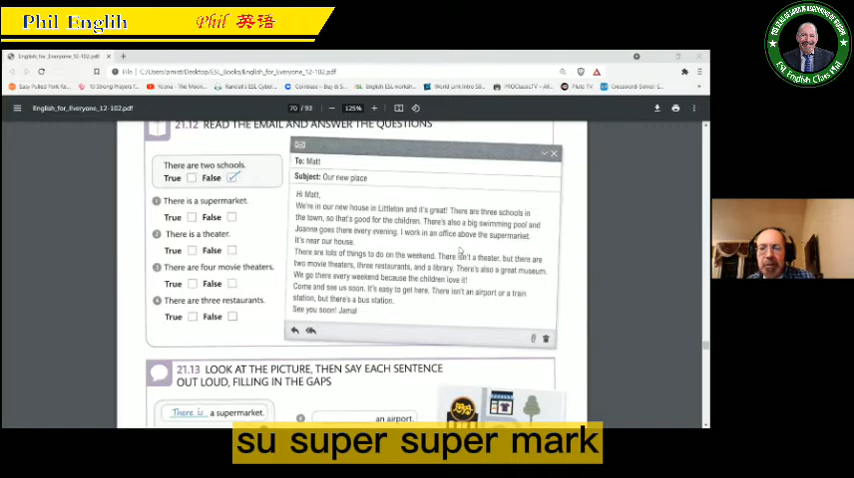 Phil Englih
Phil 英语
ESL English Class Mail
English_for_Everyone_12-102.pdf
English_for_Everyone_12-102.pdf
70 / 93
125%
21.12 READ THE EMAIL AND ANSWER THE QUESTIONS
There are two schools.
True False
1 There is a supermarket.
True False
2 There is a theater.
True False
3 There are four movie theaters.
True False
4 There are three restaurants.
True False
To: Matt
Subject: Our new place
Hi Matt,
We're in our new house in Littleton and it's great! There are three schools in
the town, so that's good for the children. There's also a big swimming pool and
Joanne goes there every evening. I work in an office above the supermarket.
It's near our house.
There are lots of things to do on the weekend. There isn't a theater, but there are
two movie theaters, three restaurants, and a library. There's also a great museum.
We go there every weekend because the children love it!
Come and see us soon. It's easy to get here. There isn't an airport or a train
station, but there's a bus station.
See you soon! Jamal
21.13 LOOK AT THE PICTURE, THEN SAY EACH SENTENCE
OUT LOUD, FILLING IN THE GAPS
There is a supermarket.
an airport.
sủ super super mark